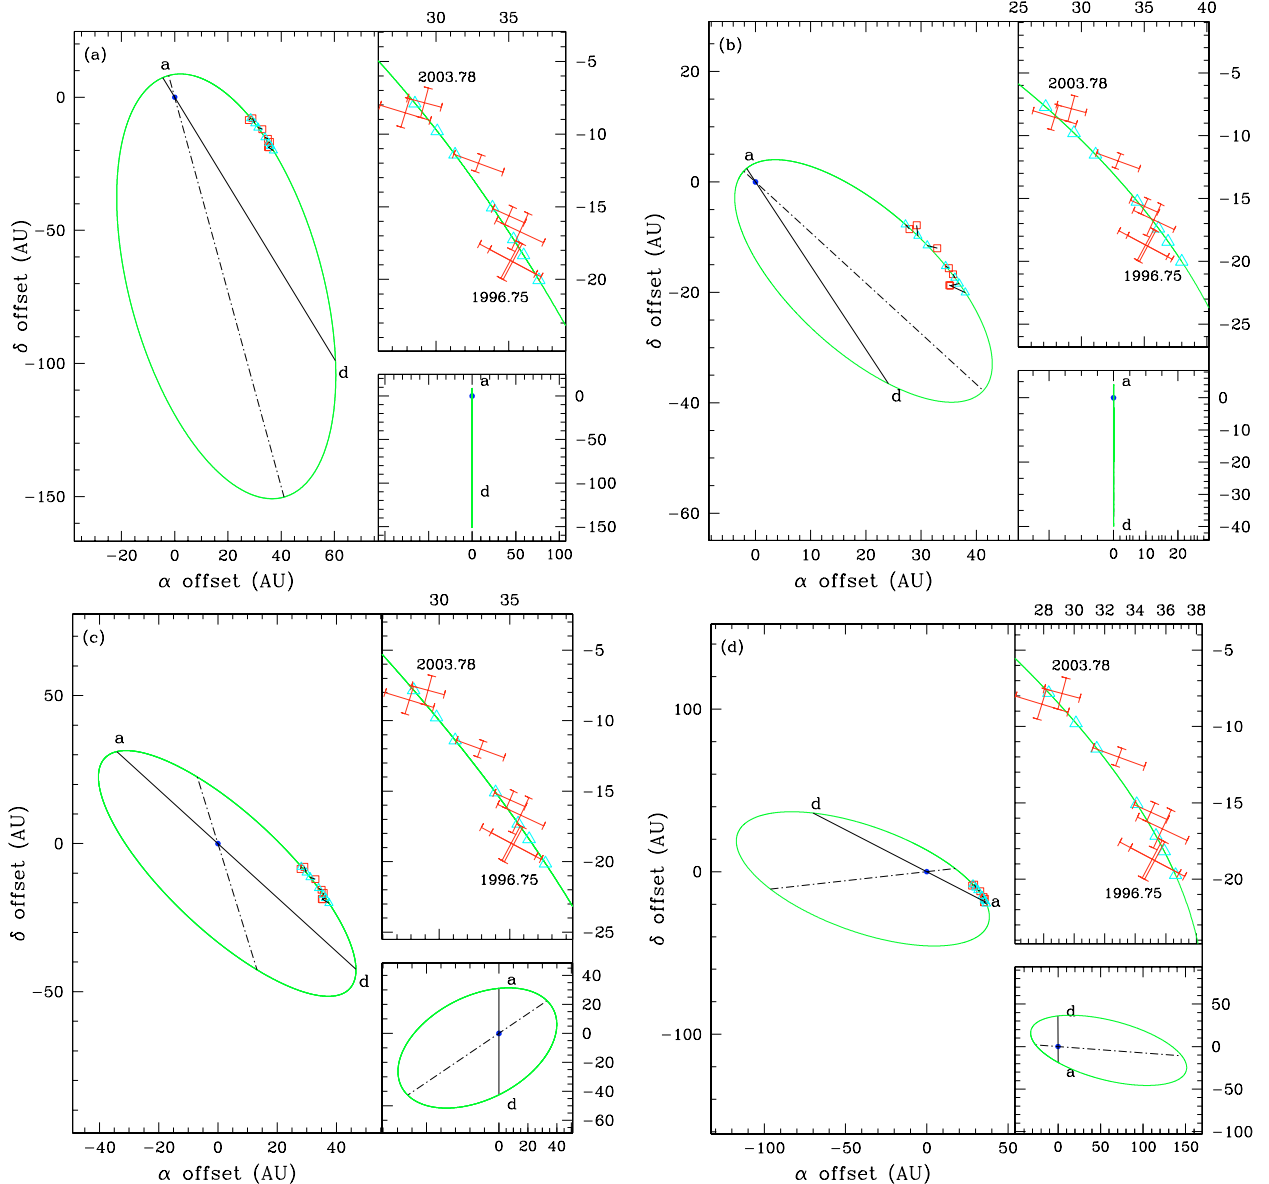 30 35
(a)
a
d
0
−50
−100
−150
−20 0 20 40 60
δ offset (AU)
α offset (AU)
2003.78
1996.75
−5
−10
−15
−20
a
d
0
−50
−100
−150
0 50 100
25 30 35 40
(b)
a
d
20
0
−20
−40
−60
0 10 20 30 40
δ offset (AU)
α offset (AU)
2003.78
1996.75
−5
−10
−15
−20
−25
a
d
0
−10
−20
−30
−40
0 10 20
30 35
(c)
a
d
50
0
−50
−40 −20 0 20 40
δ offset (AU)
α offset (AU)
2003.78
1996.75
−5
−10
−15
−20
−25
a
d
40
20
0
−20
−40
−60
0 20 40
28 30 32 34 36 38
(d)
d
a
100
0
−100
−100 −50 0 50
δ offset (AU)
α offset (AU)
2003.78
1996.75
−5
−10
−15
−20
d
a
50
0
−50
−100
0 50 100 150